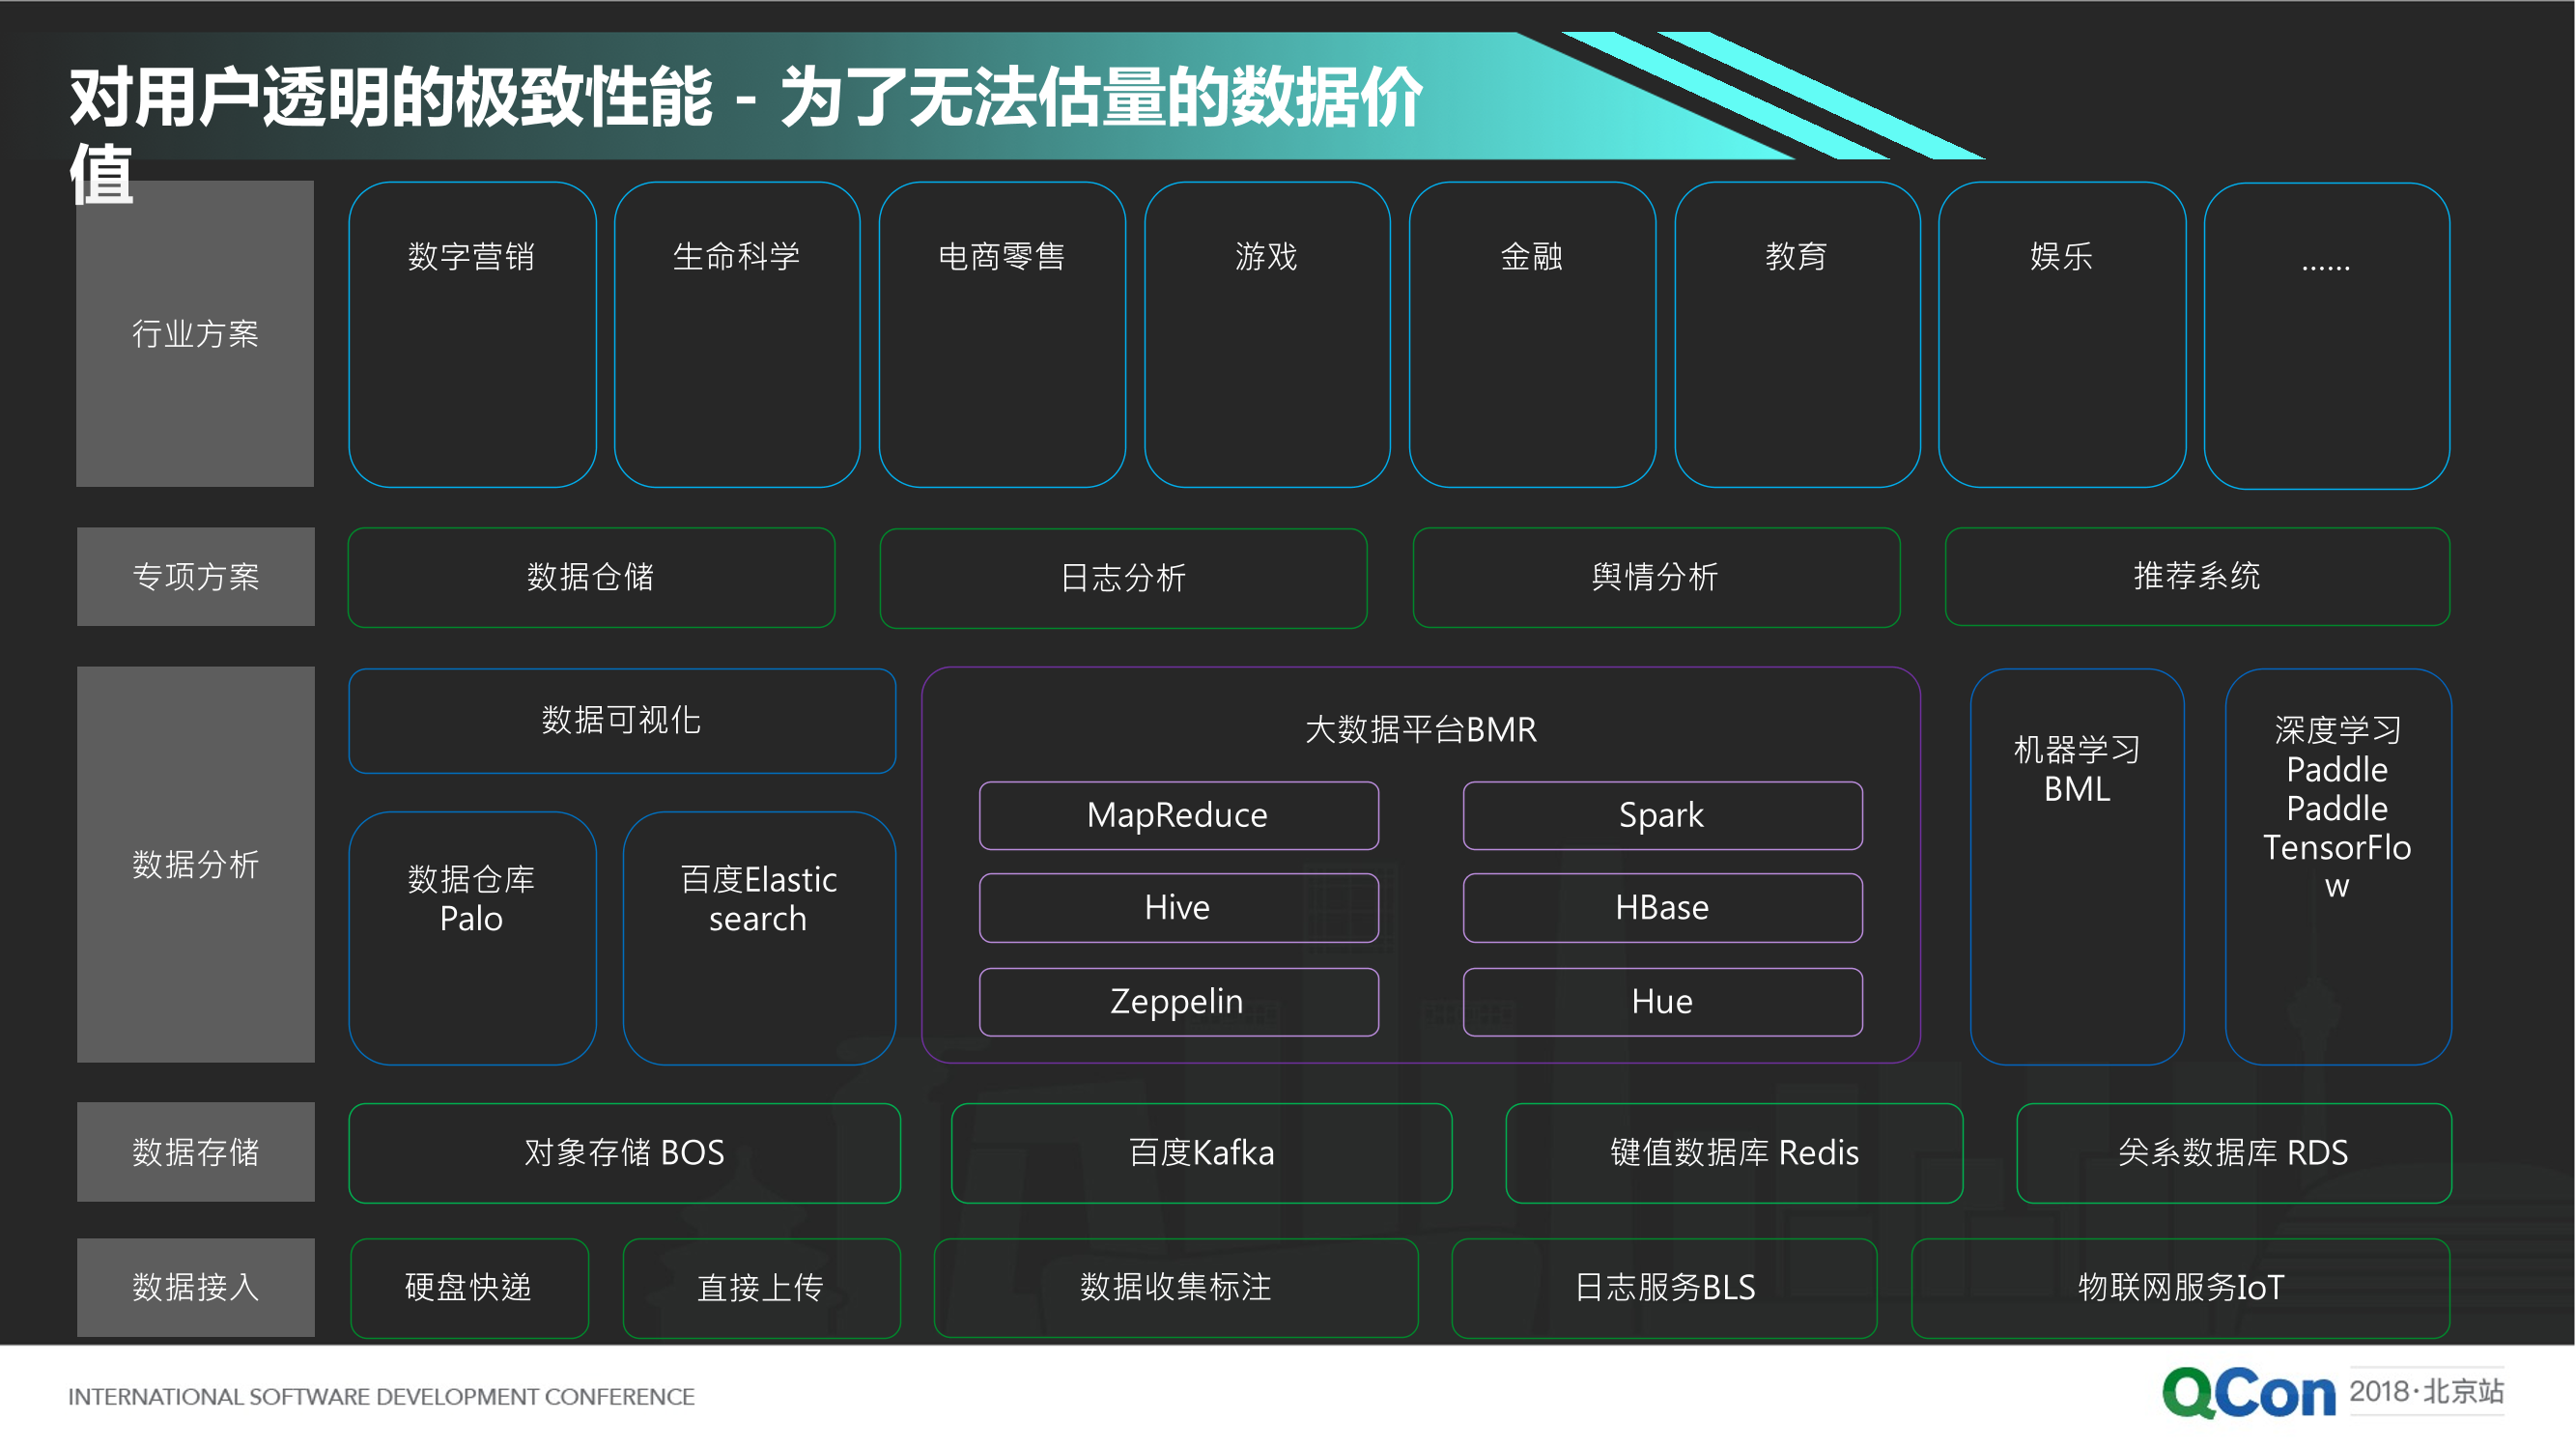 对用户透明的极致性能 - 为了无法估量的数据价
值
行业方案
数字营销
生命科学
电商零售
游戏
金融
教育
娱乐
......
专项方案
数据仓储
日志分析
舆情分析
推荐系统
数据分析
数据可视化
数据仓库
Palo
百度Elastic
search
大数据平台BMR
MapReduce
Spark
Hive
HBase
Zeppelin
Hue
机器学习
BML
深度学习
Paddle
Paddle
TensorFlo
w
数据存储
对象存储 BOS
百度Kafka
键值数据库 Redis
关系数据库 RDS
数据接入
硬盘快递
直接上传
数据收集标注
日志服务BLS
物联网服务IoT
INTERNATIONAL SOFTWARE DEVELOPMENT CONFERENCE
QCon 2018·北京站